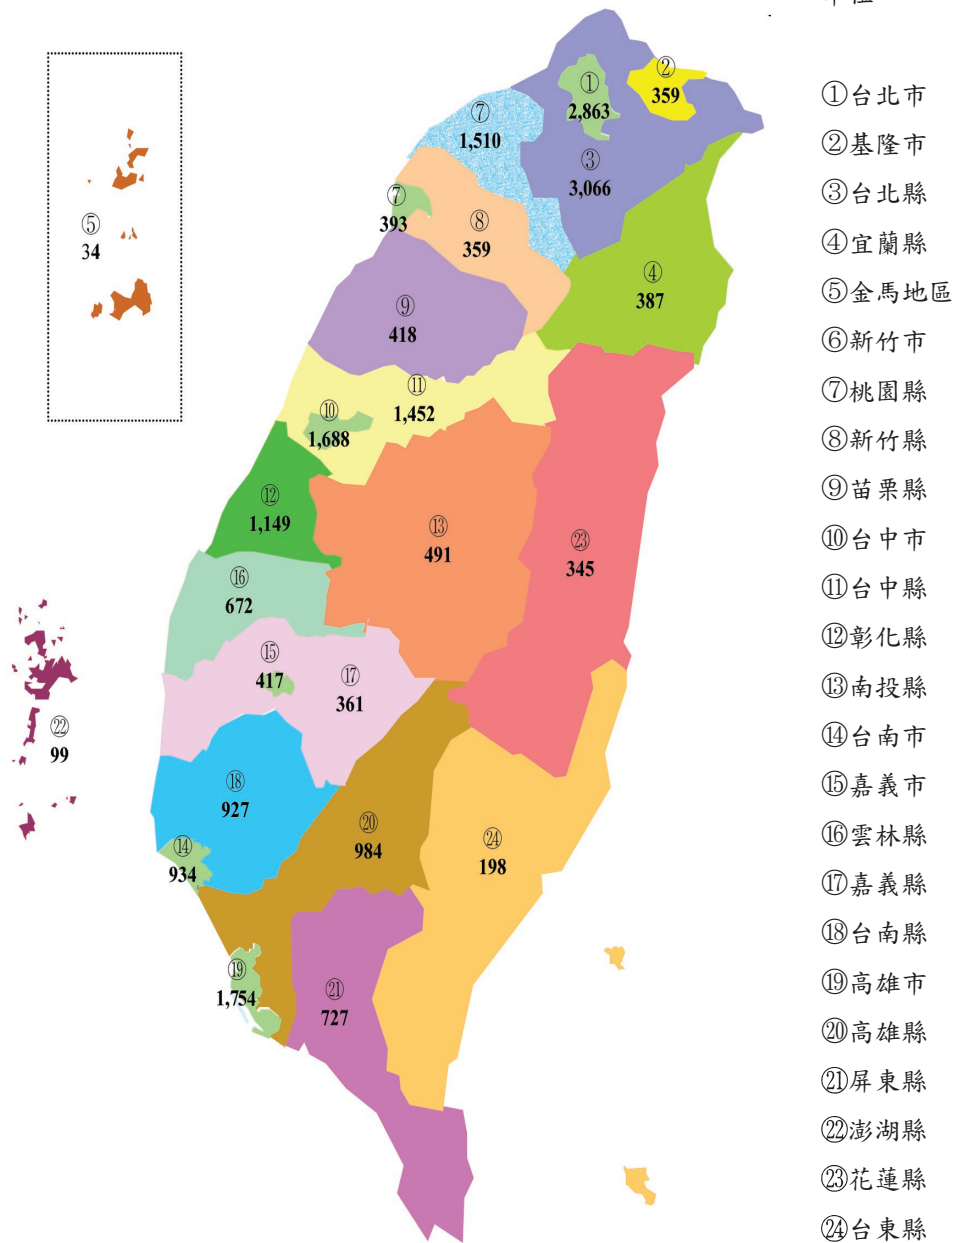 ①
2,863
②
359
⑦
1,510
③
3,066
⑦
393
⑧
359
⑤
34
④
387
⑨
418
⑪
1,452
⑩
1,688
⑫
1,149
⑬
491
㉓
345
⑯
672
⑮
417
⑰
361
㉒
99
⑱
927
⑭
934
⑳
984
㉔
198
⑲
1,754
㉑
727
①台北市
②基隆市
③台北縣
④宜蘭縣
⑤金馬地區
⑥新竹市
⑦桃園縣
⑧新竹縣
⑨苗栗縣
⑩台中市
⑪台中縣
⑫彰化縣
⑬南投縣
⑭台南市
⑮嘉義市
⑯雲林縣
⑰嘉義縣
⑱台南縣
⑲高雄市
⑳高雄縣
㉑屏東縣
㉒澎湖縣
㉓花蓮縣
㉔台東縣